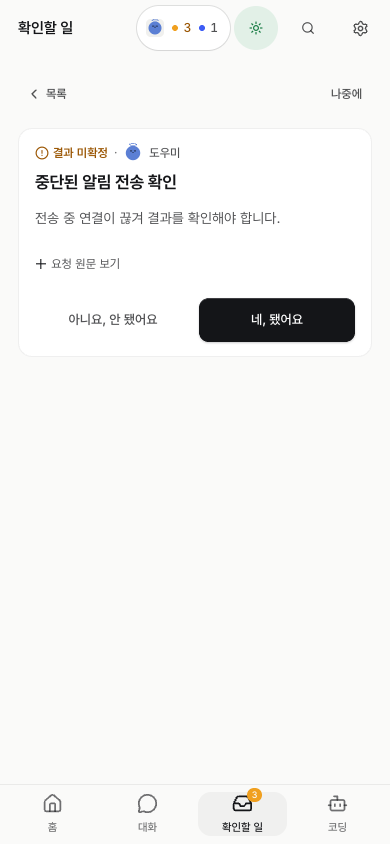 확인할 일
3
1
목록
나중에
결과 미확정 · 도우미
중단된 알림 전송 확인
전송 중 연결이 끊겨 결과를 확인해야 합니다.
요청 원문 보기
아니요, 안 됐어요
네, 됐어요
3
홈
대화
확인할 일
코딩